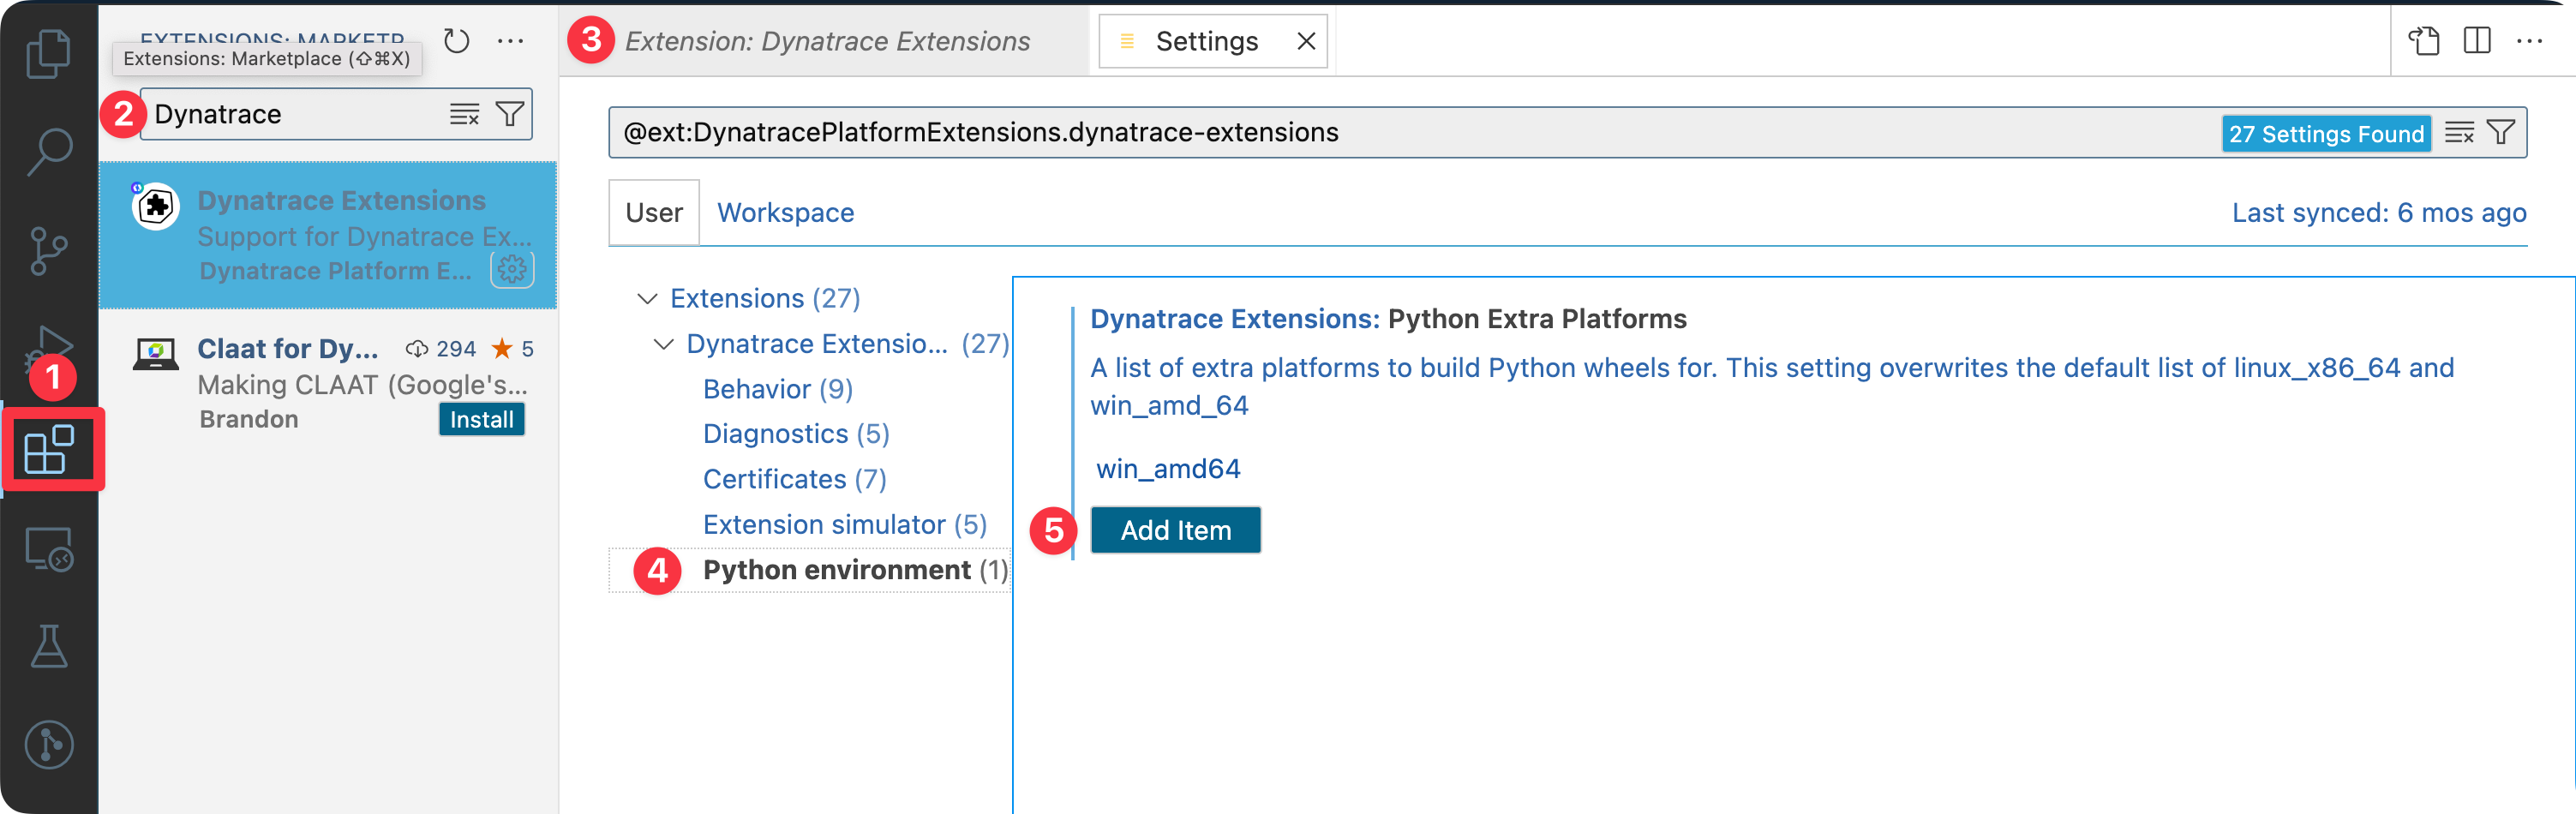 EXTENSIONS: MARKETP
Extensions: Marketplace (⇧⌘X)
2 Dynatrace
Dynatrace Extensions
Support for Dynatrace Ex...
Dynatrace Platform E...
Claat for Dy... 294 ★ 5
Making CLAAT (Google's...
Brandon Install
1
3 Extension: Dynatrace Extensions
Settings
@ext:DynatracePlatformExtensions.dynatrace-extensions
27 Settings Found
User Workspace
Last synced: 6 mos ago
Extensions (27)
Dynatrace Extensio... (27)
Behavior (9)
Diagnostics (5)
Certificates (7)
Extension simulator (5)
4 Python environment (1)
Dynatrace Extensions: Python Extra Platforms
A list of extra platforms to build Python wheels for. This setting overwrites the default list of linux_x86_64 and
win_amd_64
win_amd64
5 Add Item